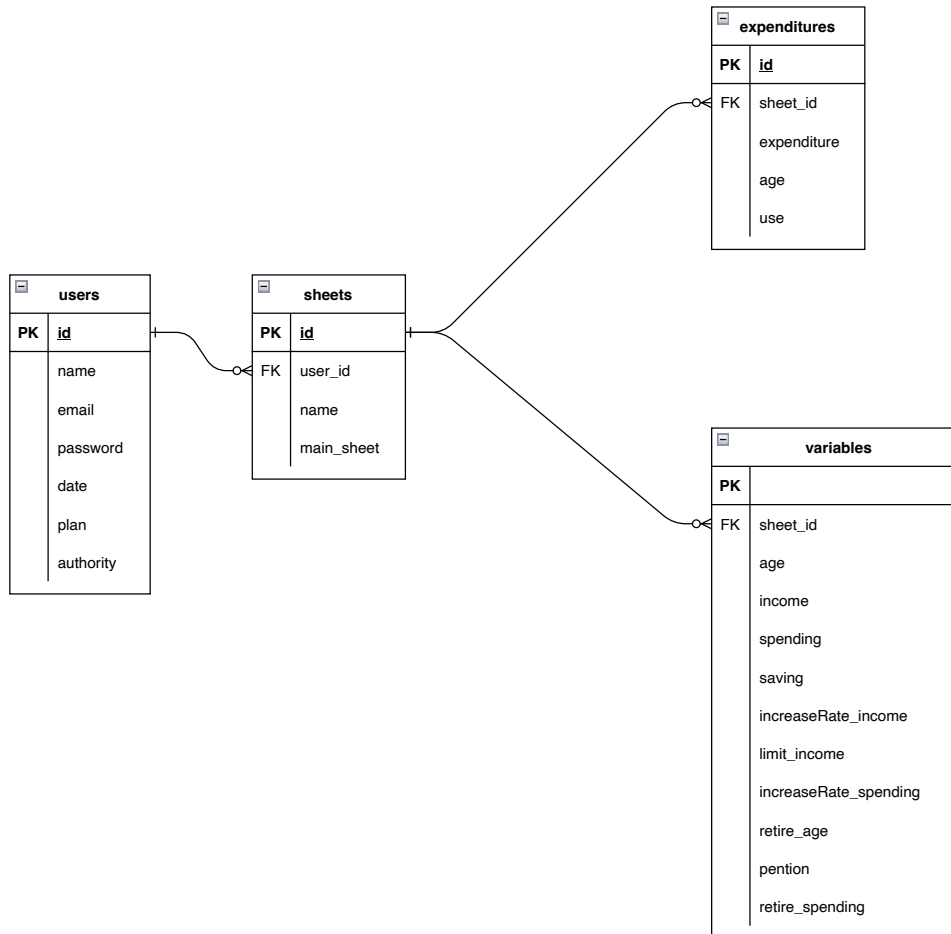 expenditures
PK id
FK sheet_id
expenditure
age
use
users
PK id
name
email
password
date
plan
authority
sheets
PK id
FK user_id
name
main_sheet
variables
PK
FK sheet_id
age
income
spending
saving
increaseRate_income
limit_income
increaseRate_spending
retire_age
pention
retire_spending